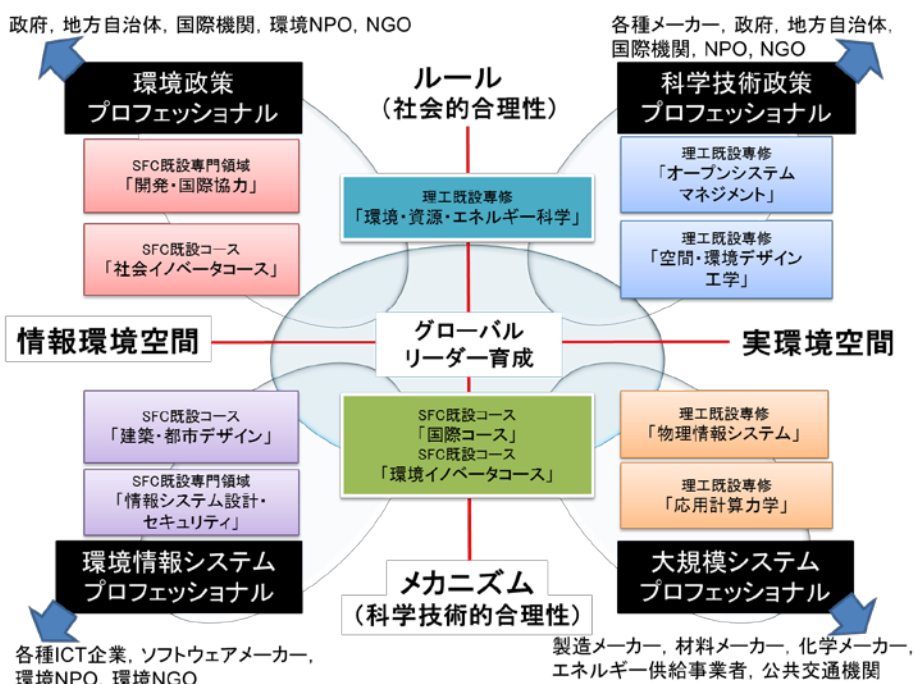 政府, 地方自治体, 国際機関, 環境NPO, NGO
各種メーカー, 政府, 地方自治体,
国際機関, NPO, NGO
環境政策
プロフェッショナル
ルール
(社会的合理性)
科学技術政策
プロフェッショナル
SFC既設専門領域
「開発・国際協力」
SFC既設コース
「社会イノベータコース」
理工既設専修
「環境・資源・エネルギー科学」
理工既設専修
「オープンシステム
マネジメント」
理工既設専修
「空間・環境デザイン
工学」
情報環境空間
グローバル
リーダー育成
実環境空間
SFC既設コース
「建築・都市デザイン」
SFC既設専門領域
「情報システム設計・
セキュリティ」
SFC既設コース
「国際コース」
SFC既設コース
「環境イノベータコース」
理工既設専修
「物理情報システム」
理工既設専修
「応用計算力学」
環境情報システム
プロフェッショナル
メカニズム
(科学技術的合理性)
大規模システム
プロフェッショナル
各種ICT企業, ソフトウェアメーカー,
環境NPO, 環境NGO
製造メーカー, 材料メーカー, 化学メーカー,
エネルギー供給事業者, 公共交通機関